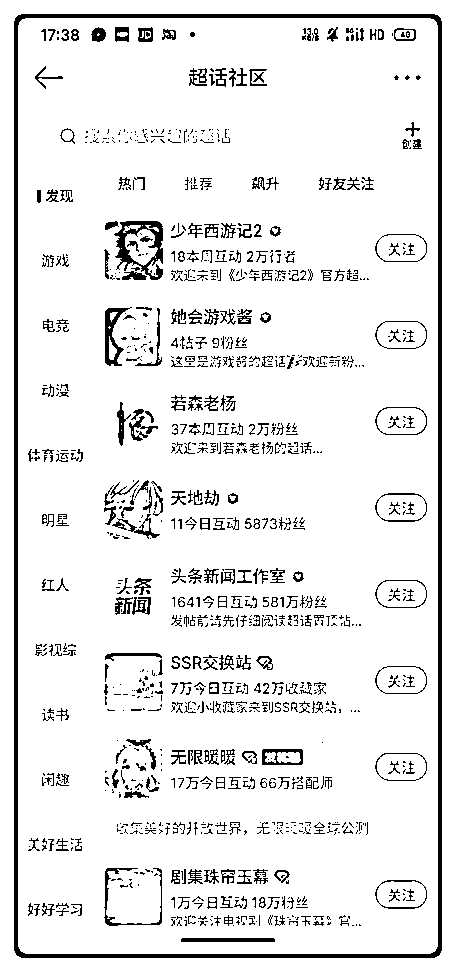 17:38
HD 40
超话社区
搜索你感兴趣的超话
创建
热门 推荐 飙升 好友关注
发现
游戏
电竞
动漫
体育运动
明星
红人
影视综
读书
闲趣
美好生活
好好学习
少年西游记2
18本周互动 2万行者
欢迎来到《少年西游记2》官方超...
关注
她会游戏酱
4帖子 9粉丝
这里是游戏酱的超话 欢迎新粉...
关注
若森老杨
37本周互动 2万粉丝
欢迎来到若森老杨的超话...
关注
天地劫
11今日互动 5873粉丝
关注
头条新闻
头条新闻工作室
1641今日互动 581万粉丝
发帖前请先仔细阅读超话置顶帖...
关注
SSR交换站
7万今日互动 42万收藏家
欢迎小收藏家来到SSR交换站，...
关注
无限暖暖
17万今日互动 66万搭配师
关注
收集美好的开放世界，无限暖暖全球公测
剧集珠帘玉幕
1万今日互动 18万粉丝
欢迎关注电视剧《珠帘玉幕》官...
关注